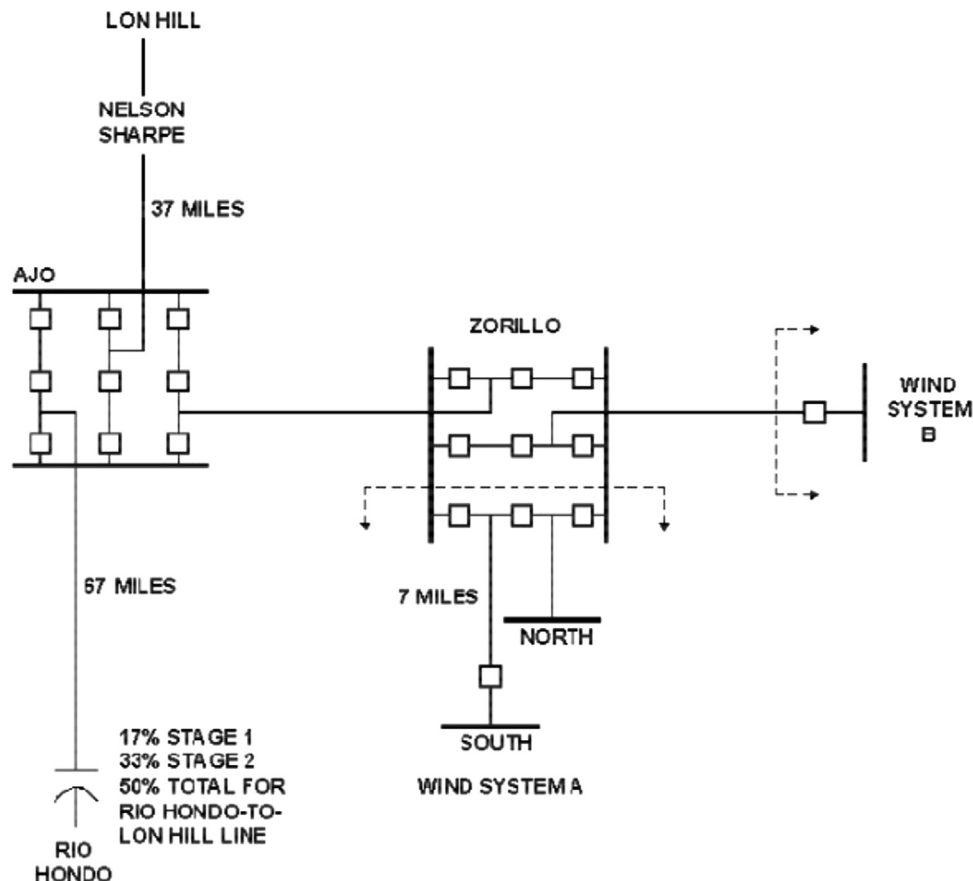 LON HILL
NELSON
SHARPE
37 MILES
AJO
ZORILLO
WIND
SYSTEM
B
67 MILES
7 MILES
NORTH
SOUTH
WIND SYSTEM A
17% STAGE 1
33% STAGE 2
50% TOTAL FOR
RIO HONDO-TO-
LON HILL LINE
RIO
HONDO